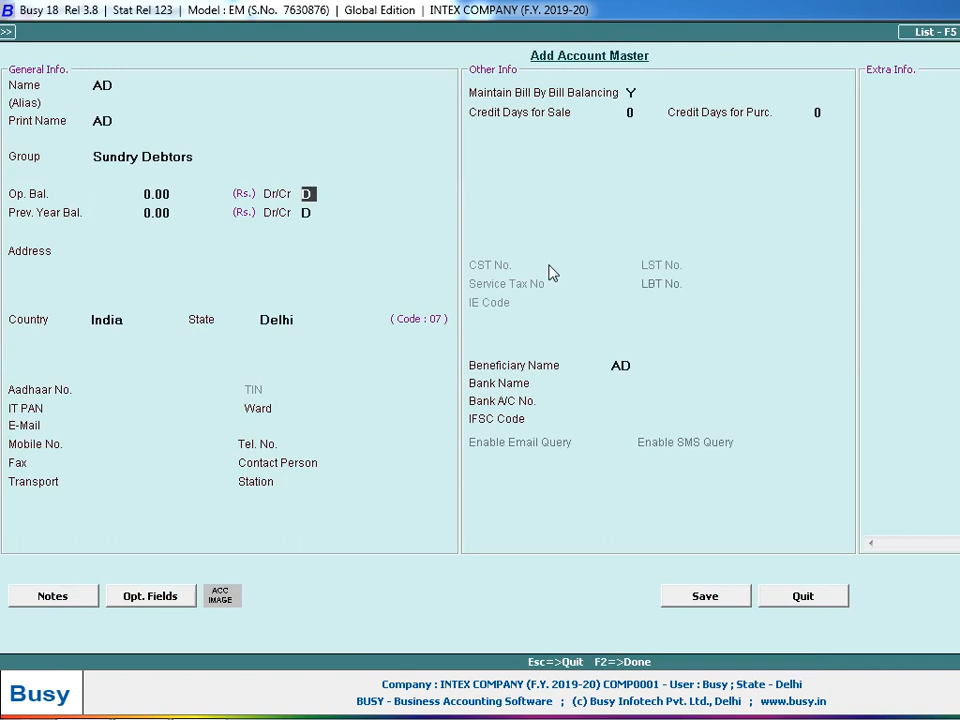 B Busy 18 Rel 3.8 | Stat Rel 123 | Model : EM (S.No. 7630876) | Global Edition | INTEX COMPANY (F.Y. 2019-20)
>> List - F5
Add Account Master
General Info. Other Info Extra Info.
Name AD Maintain Bill By Bill Balancing Y
(Alias) Credit Days for Sale 0 Credit Days for Purc. 0
Print Name AD
Group Sundry Debtors
Op. Bal. 0.00 (Rs.) Dr/Cr D
Prev. Year Bal. 0.00 (Rs.) Dr/Cr D
Address
CST No. LST No.
Service Tax No LBT No.
IE Code
Country India State Delhi ( Code : 07 )
Beneficiary Name AD
Bank Name
Aadhaar No. TIN
Bank A/C No.
IT PAN Ward
IFSC Code
E-Mail
Mobile No. Tel. No. Enable Email Query Enable SMS Query
Fax Contact Person
Transport Station
Notes Opt. Fields ACC IMAGE Save Quit
Esc=>Quit F2=>Done
Busy
Company : INTEX COMPANY (F.Y. 2019-20) COMP0001 - User : Busy ; State - Delhi
BUSY - Business Accounting Software ; (c) Busy Infotech Pvt. Ltd., Delhi ; www.busy.in